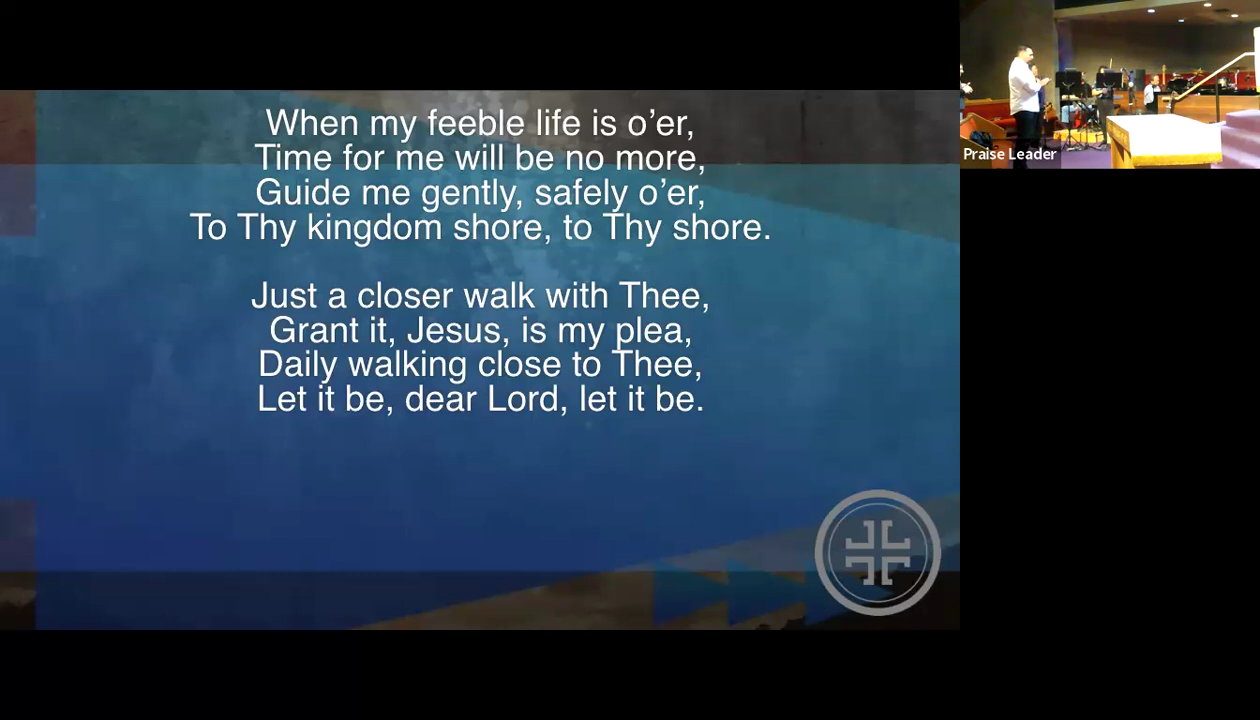 When my feeble life is o’er,
Time for me will be no more,
Guide me gently, safely o’er,
To Thy kingdom shore, to Thy shore.
Just a closer walk with Thee,
Grant it, Jesus, is my plea,
Daily walking close to Thee,
Let it be, dear Lord, let it be.
Praise Leader